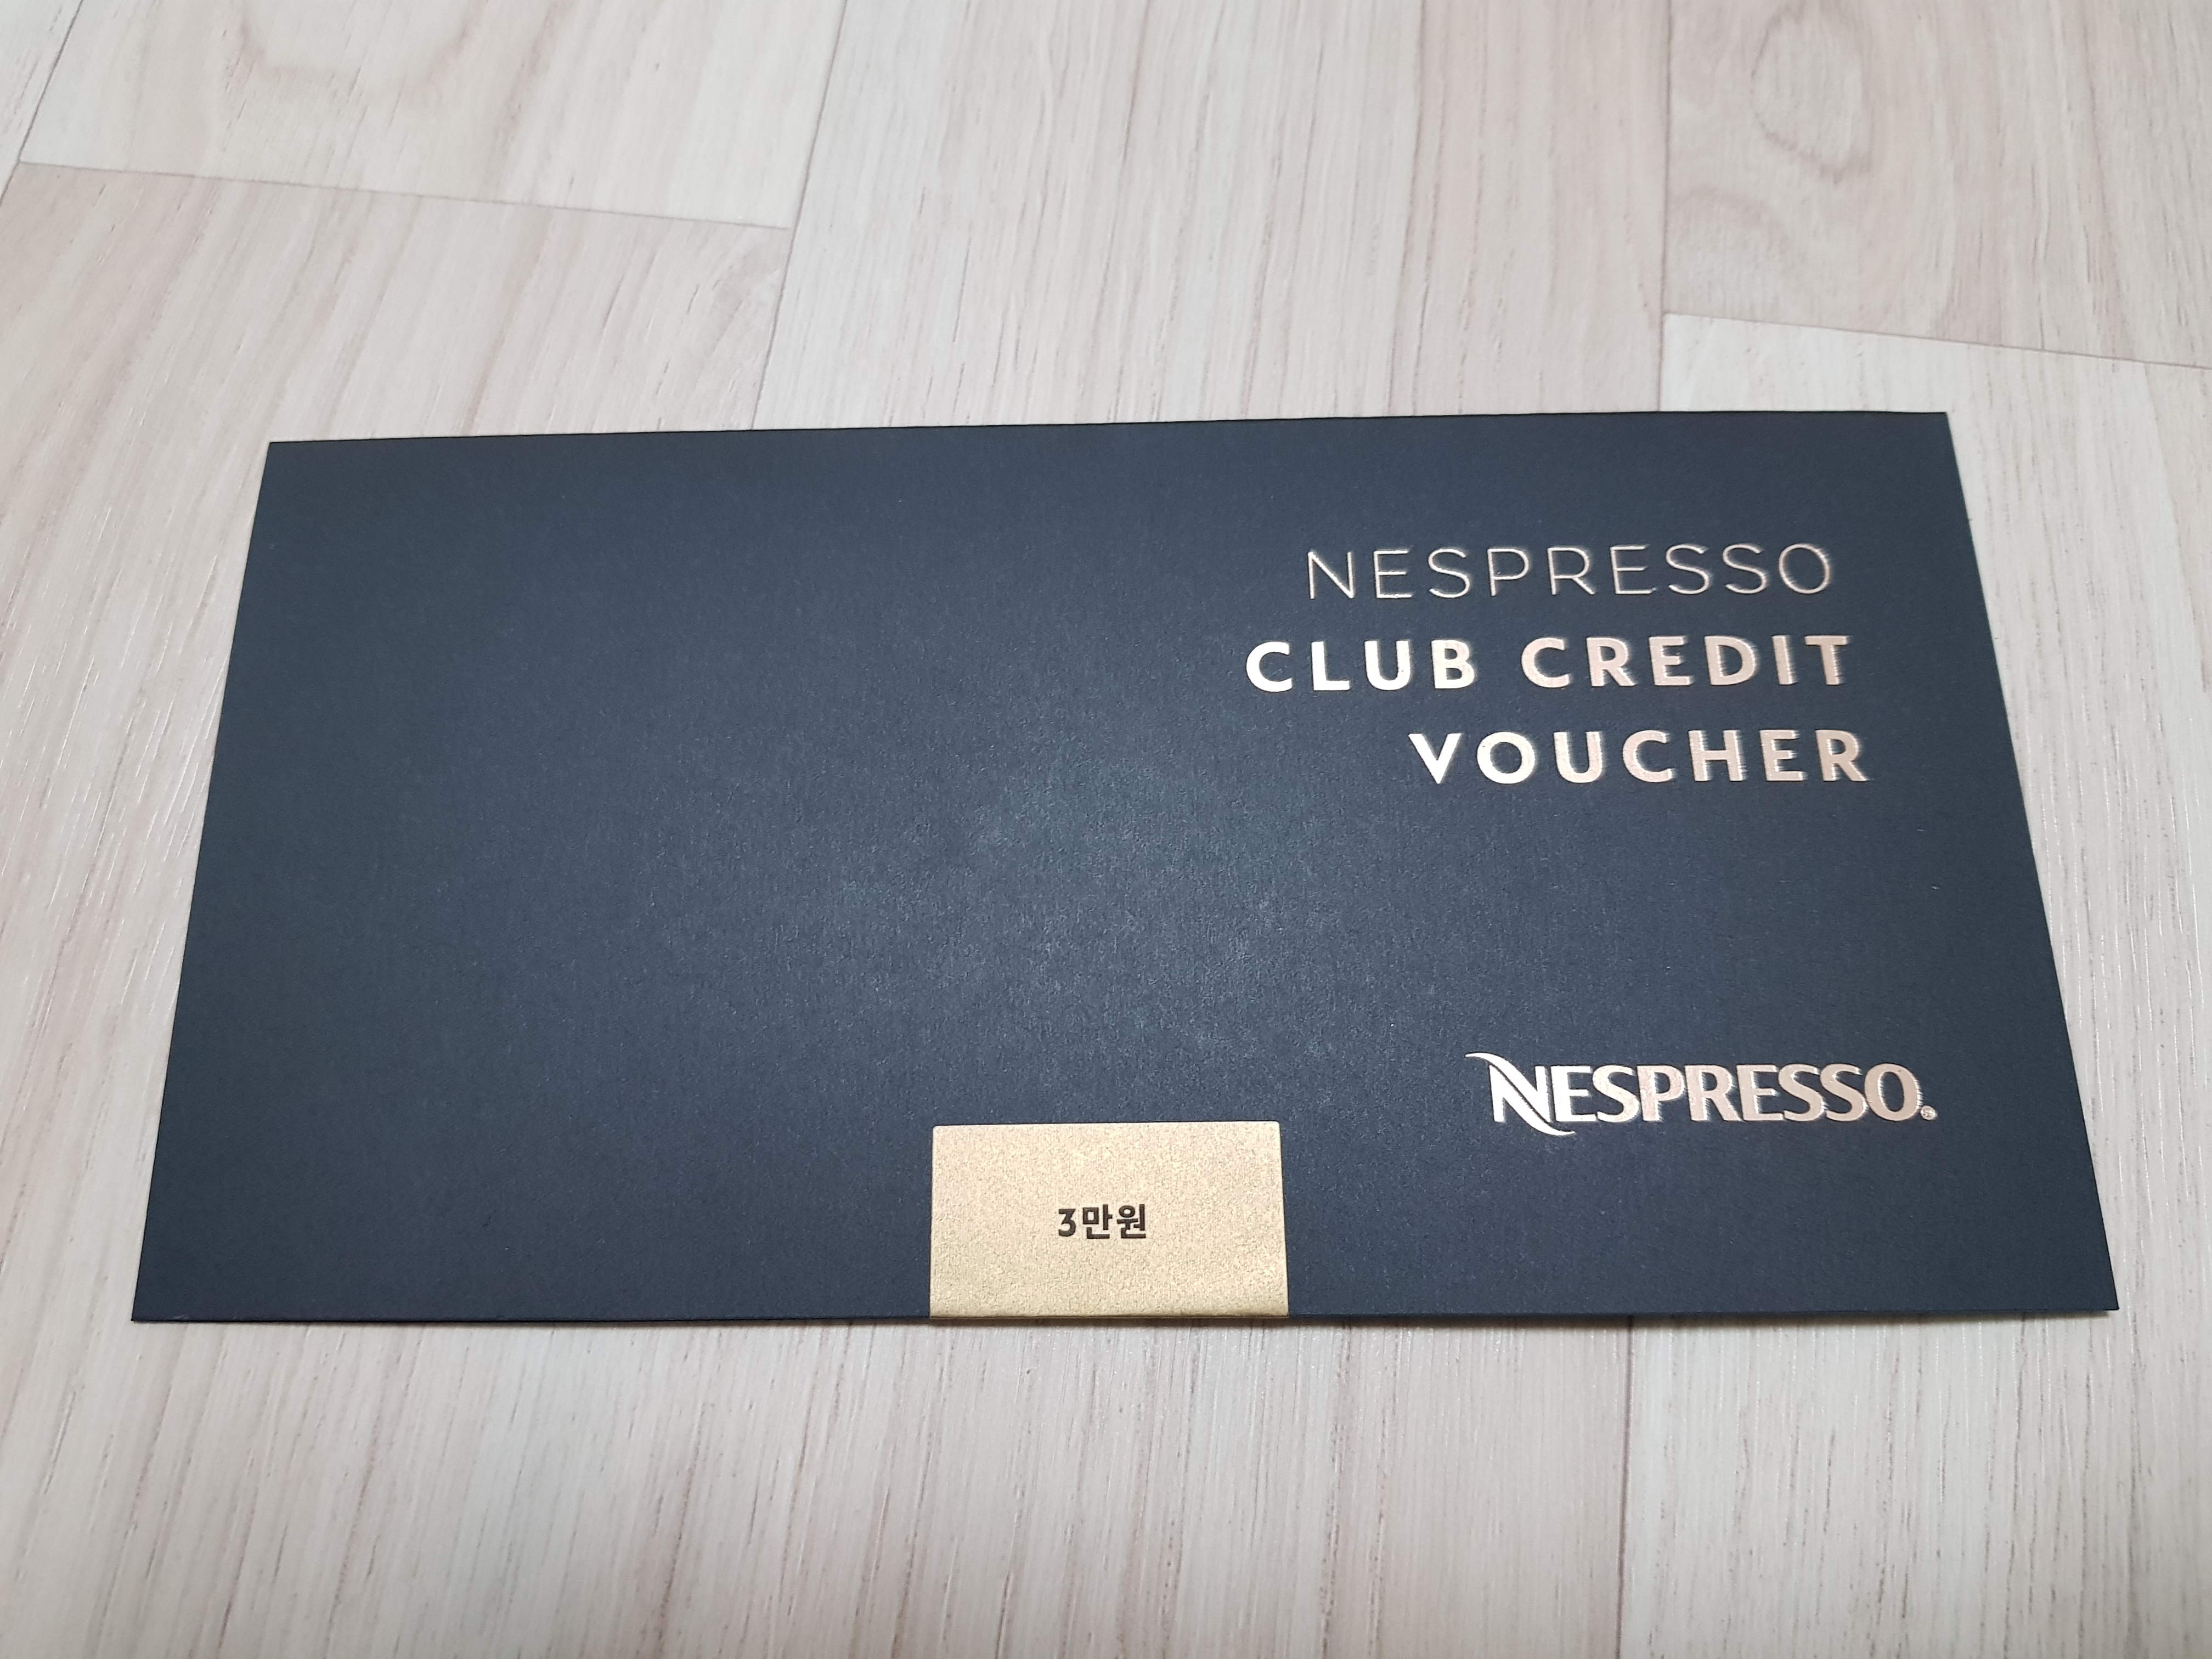 NESPRESSO
CLUB CREDIT
VOUCHER
NESPRESSO®
3만원